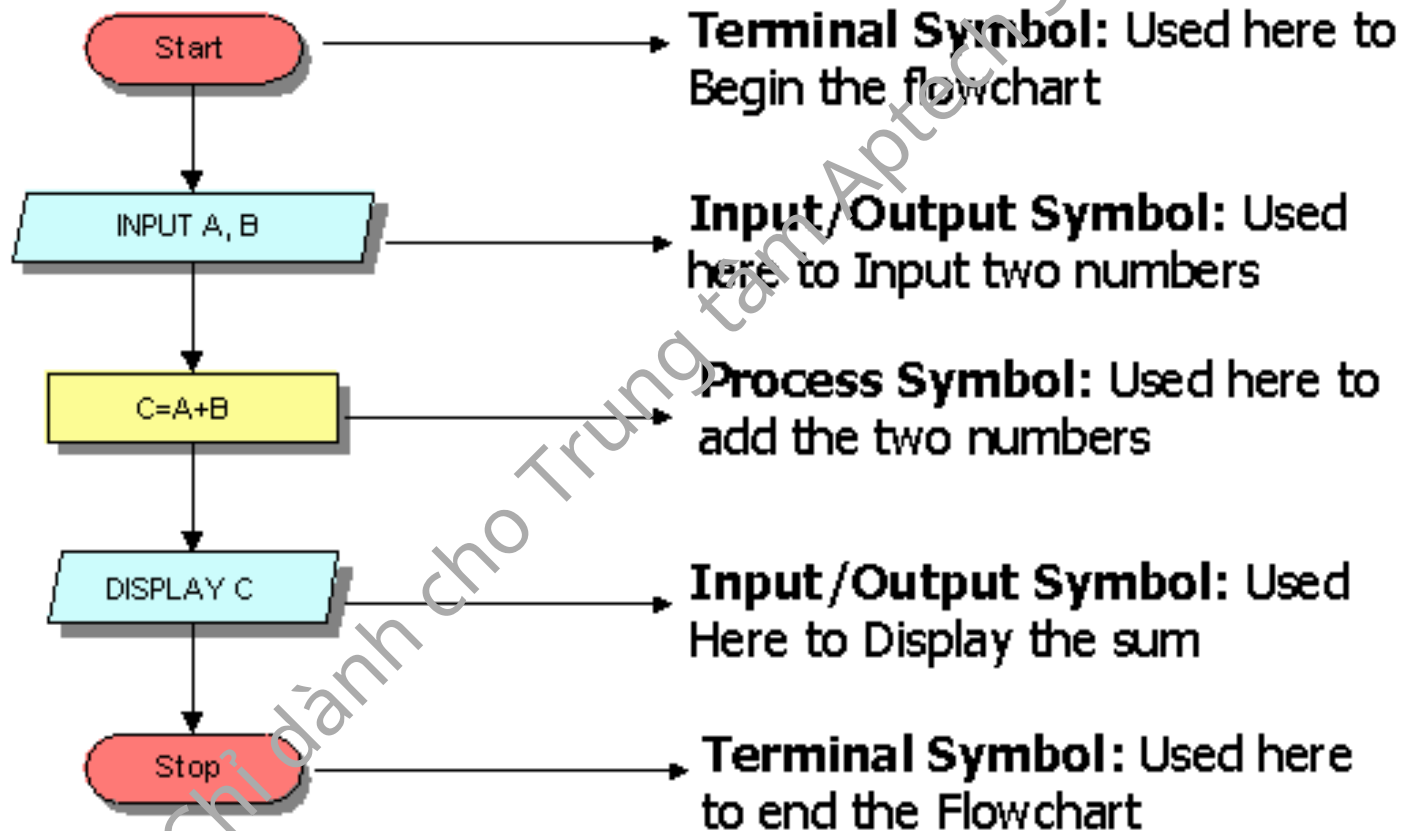 Start
Terminal Symbol: Used here to
Begin the flowchart
INPUT A, B
Input/Output Symbol: Used
here to Input two numbers
C=A+B
Process Symbol: Used here to
add the two numbers
DISPLAY C
Input/Output Symbol: Used
Here to Display the sum
Stop
Terminal Symbol: Used here
to end the Flowchart
Chỉ dành cho Trung tâm Aptech